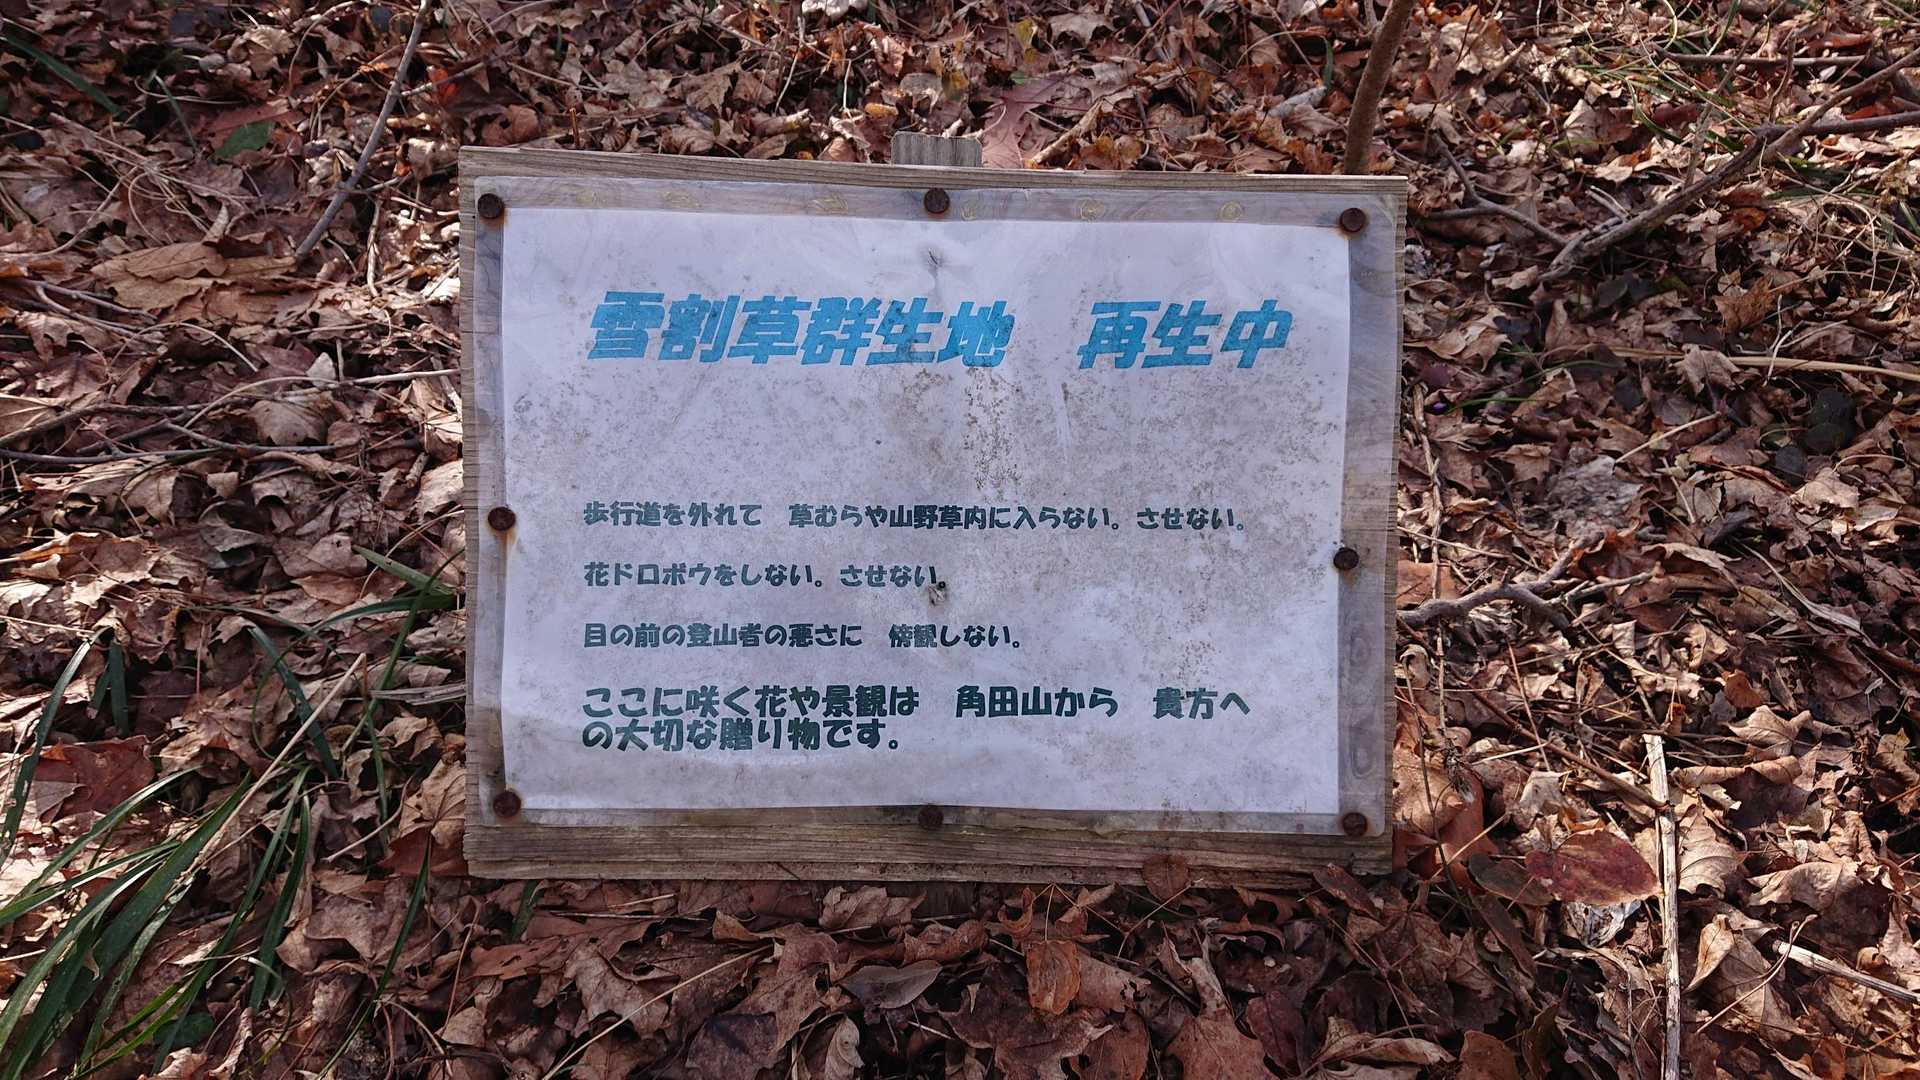 雪割草群生地　再生中
歩行道を外れて　草むらや山野草内に入らない。させない。
花ドロボウをしない。させない。
目の前の登山者の悪さに　傍観しない。
ここに咲く花や景観は　角田山から　貴方へ
の大切な贈り物です。